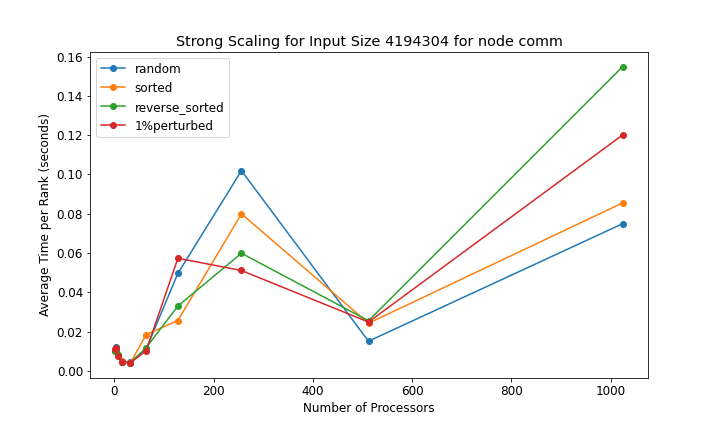 Strong Scaling for Input Size 4194304 for node comm
random
sorted
reverse_sorted
1%perturbed
Average Time per Rank (seconds)
0.16
0.14
0.12
0.10
0.08
0.06
0.04
0.02
0.00
0
200
400
600
800
1000
Number of Processors